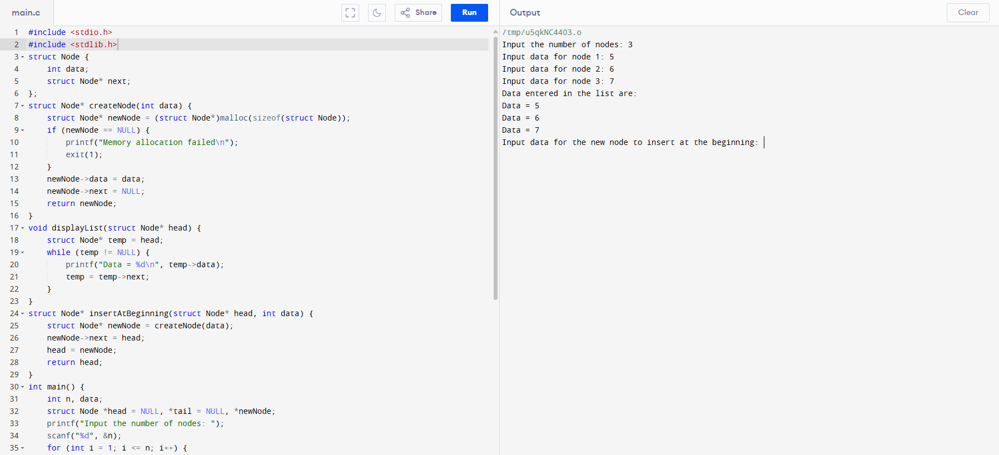 main.c
Share
Run
Output
Clear
1 #include <stdio.h>
2 #include <stdlib.h>
3 struct Node {
4     int data;
5     struct Node* next;
6 };
7 struct Node* createNode(int data) {
8     struct Node* newNode = (struct Node*)malloc(sizeof(struct Node));
9     if (newNode == NULL) {
10         printf("Memory allocation failed\n");
11         exit(1);
12     }
13     newNode->data = data;
14     newNode->next = NULL;
15     return newNode;
16 }
17 void displayList(struct Node* head) {
18     struct Node* temp = head;
19     while (temp != NULL) {
20         printf("Data = %d\n", temp->data);
21         temp = temp->next;
22     }
23 }
24 struct Node* insertAtBeginning(struct Node* head, int data) {
25     struct Node* newNode = createNode(data);
26     newNode->next = head;
27     head = newNode;
28     return head;
29 }
30 int main() {
31     int n, data;
32     struct Node *head = NULL, *tail = NULL, *newNode;
33     printf("Input the number of nodes: ");
34     scanf("%d", &n);
35     for (int i = 1; i <= n; i++) {
/tmp/u5qkNC4403.o
Input the number of nodes: 3
Input data for node 1: 5
Input data for node 2: 6
Input data for node 3: 7
Data entered in the list are:
Data = 5
Data = 6
Data = 7
Input data for the new node to insert at the beginning: